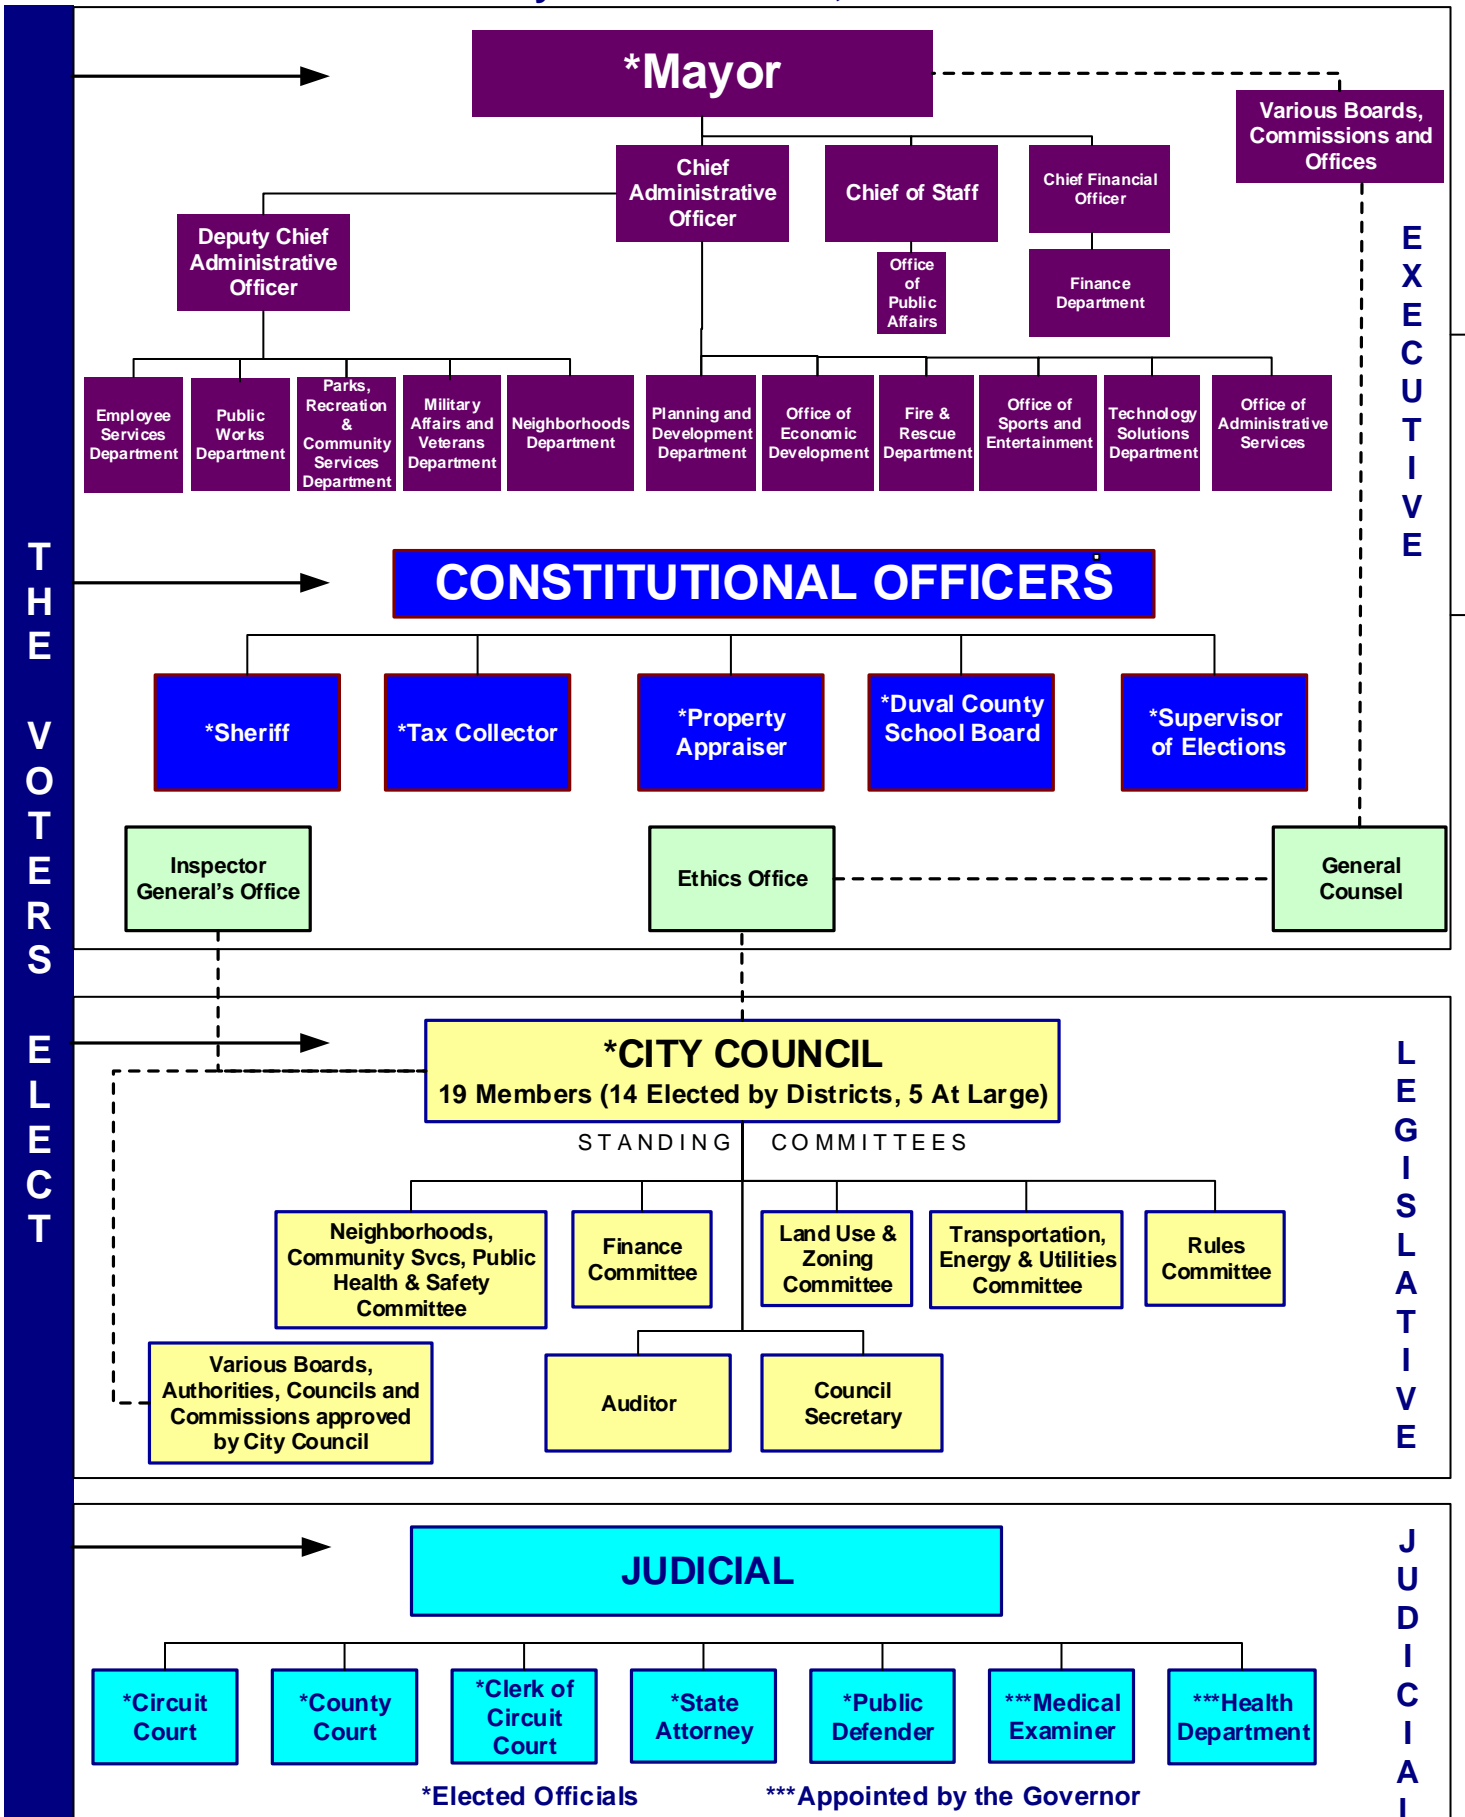 *Mayor
Various Boards,
Commissions and
Offices
Chief
Administrative
Officer
Chief of Staff
Chief Financial
Officer
Deputy Chief
Administrative
Officer
Office
of
Public
Affairs
Finance
Department
Employee
Services
Department
Public
Works
Department
Parks,
Recreation
&
Community
Services
Department
Military
Affairs and
Veterans
Department
Neighborhoods
Department
Planning and
Development
Department
Office of
Economic
Development
Fire &
Rescue
Department
Office of
Sports and
Entertainment
Technology
Solutions
Department
Office of
Administrative
Services
EXECUTIVE
THE VOTERS ELECT
CONSTITUTIONAL OFFICERS
*Sheriff
*Tax Collector
*Property
Appraiser
*Duval County
School Board
*Supervisor
of Elections
Inspector
General's Office
Ethics Office
General
Counsel
*CITY COUNCIL
19 Members (14 Elected by Districts, 5 At Large)
STANDING COMMITTEES
LEGISLATIVE
Neighborhoods,
Community Svcs, Public
Health & Safety
Committee
Finance
Committee
Land Use &
Zoning
Committee
Transportation,
Energy & Utilities
Committee
Rules
Committee
Various Boards,
Authorities, Councils and
Commissions approved
by City Council
Auditor
Council
Secretary
JUDICIAL
JUDICIAL
*Circuit
Court
*County
Court
*Clerk of
Circuit
Court
*State
Attorney
*Public
Defender
***Medical
Examiner
***Health
Department
*Elected Officials
***Appointed by the Governor